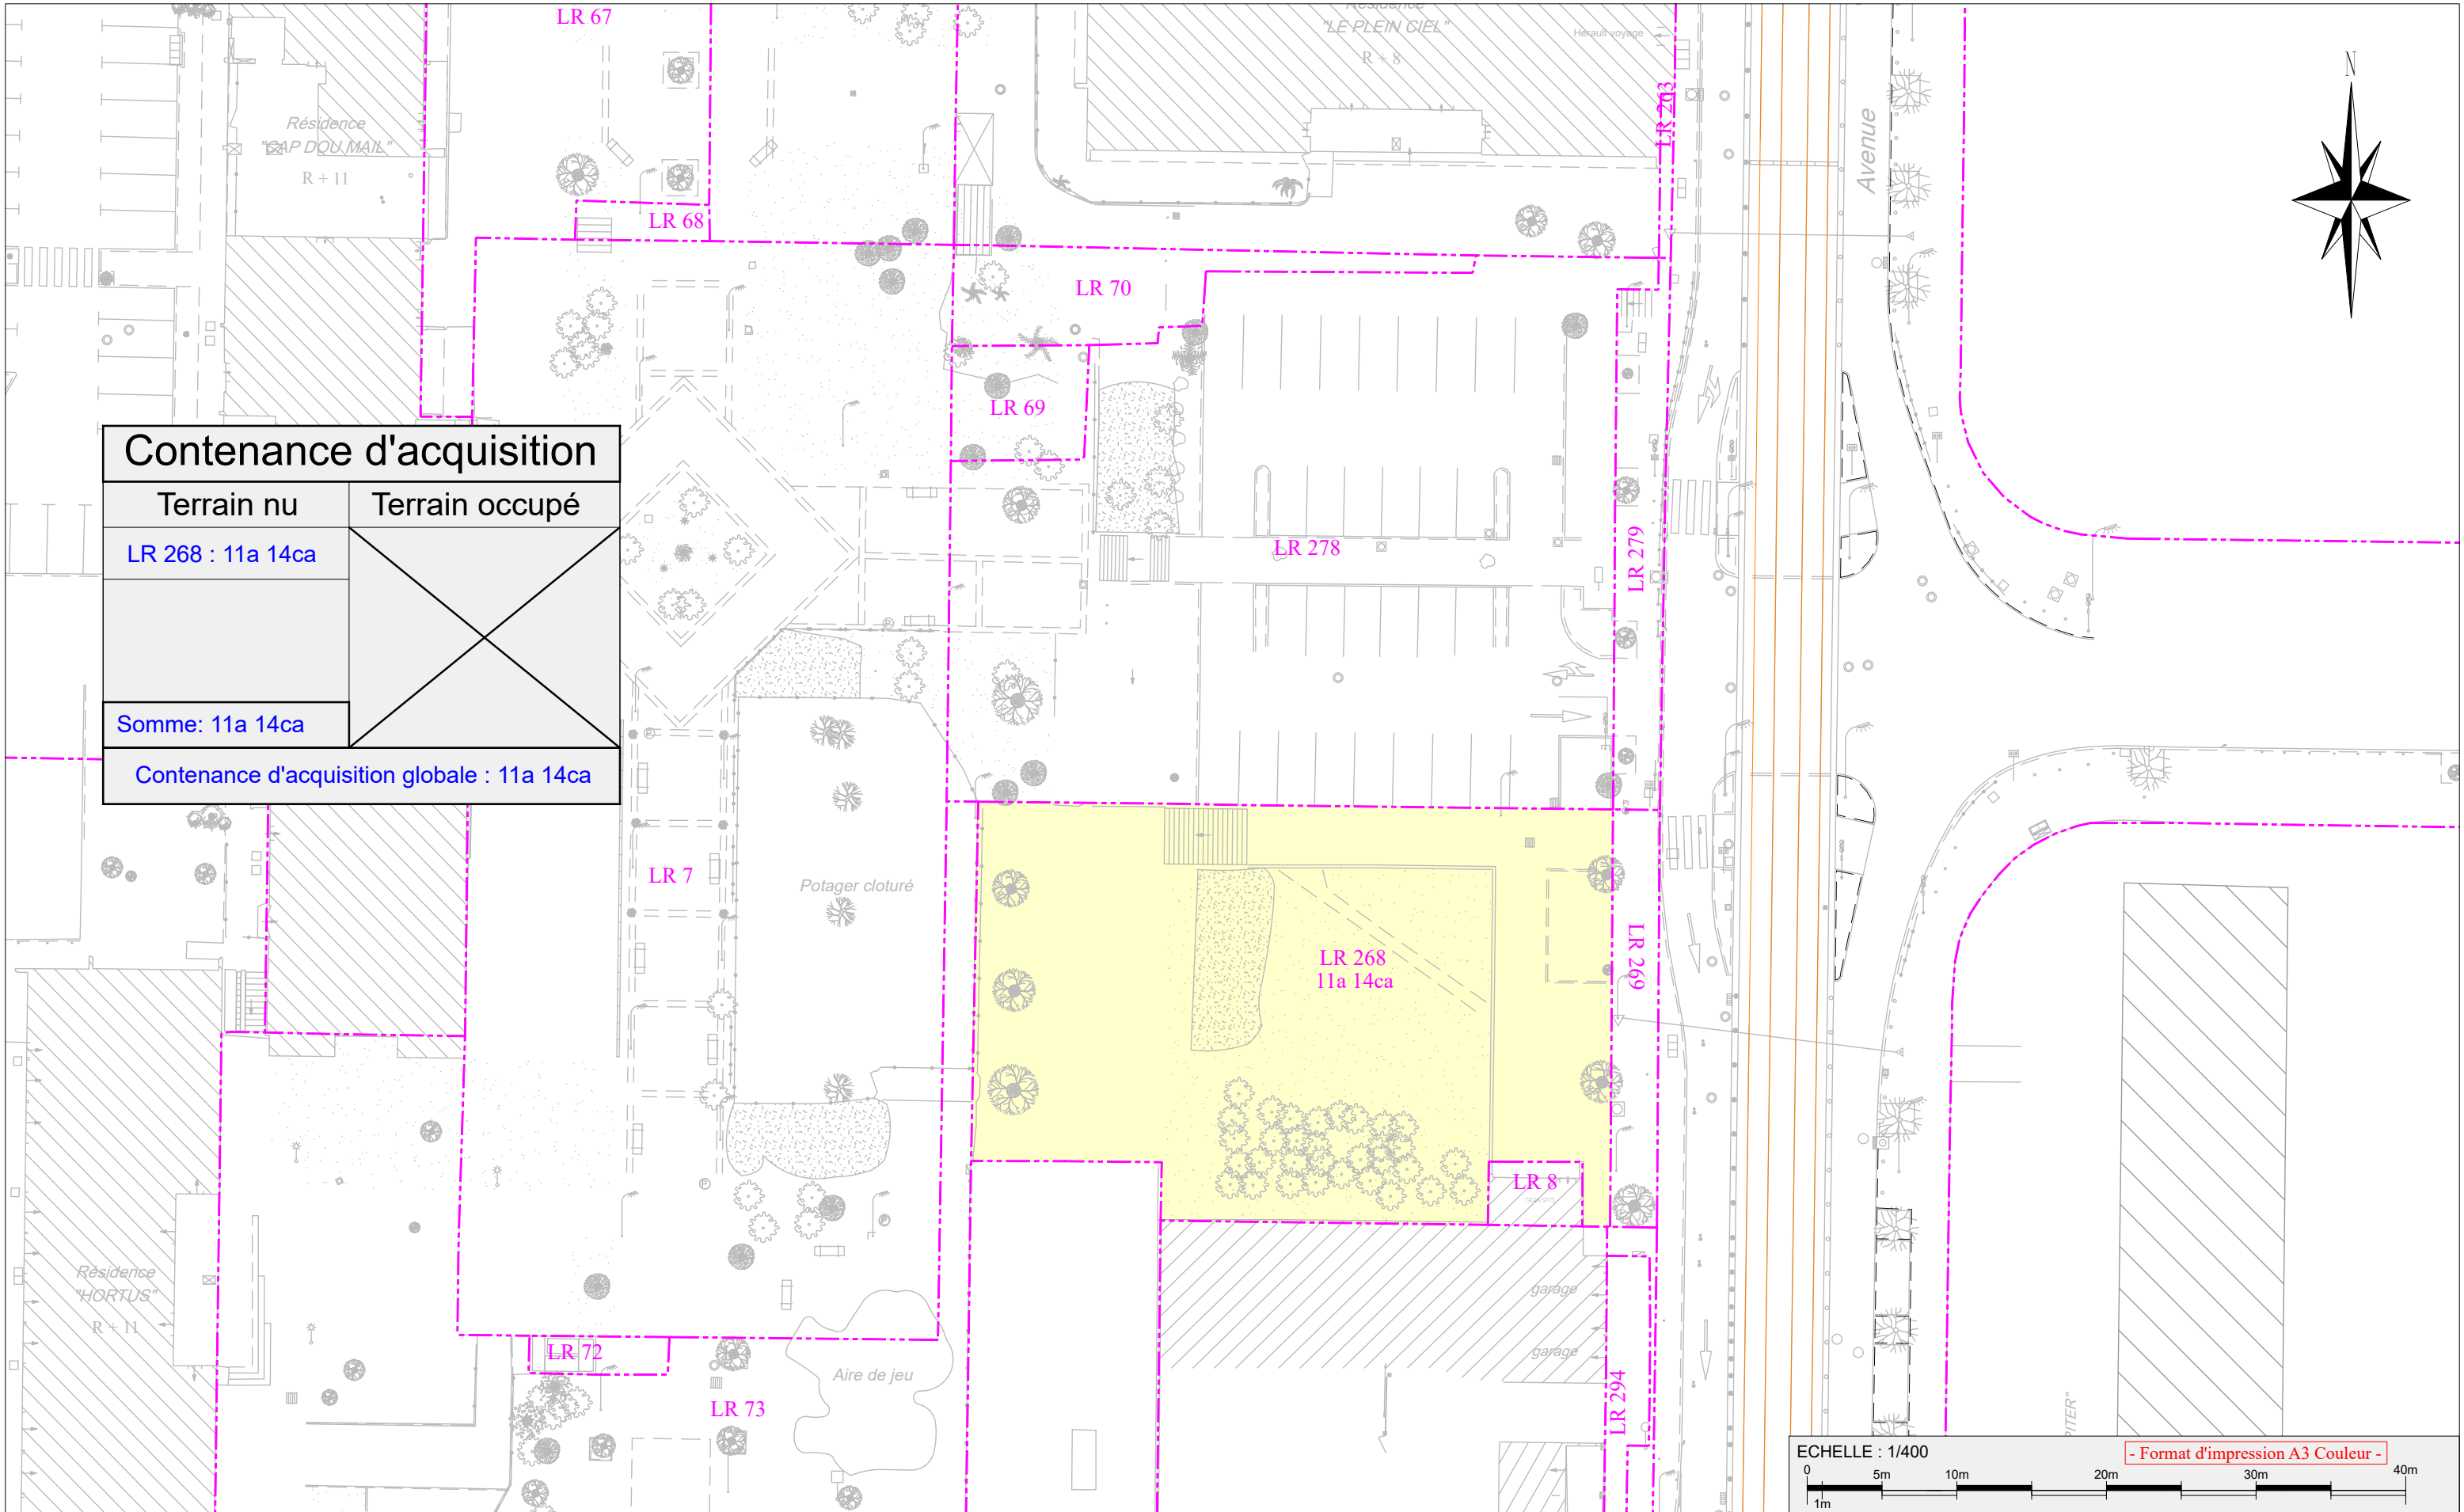 LR 67
Résidence
"LE PLEIN CIEL"
R + 8
Hérault voyage
LR 263
Avenue
N
Résidence
"CAP DOU MAIL"
R + 11
LR 68
LR 70
LR 69
Contenance d'acquisition
Terrain nu
Terrain occupé
LR 268 : 11a 14ca
Somme: 11a 14ca
Contenance d'acquisition globale : 11a 14ca
LR 278
LR 279
LR 7
Potager cloturé
LR 268
11a 14ca
LR 269
LR 8
Résidence
"HORTUS"
R + 11
garage
garage
LR 72
Aire de jeu
LR 73
LR 294
ECHELLE : 1/400
- Format d'impression A3 Couleur -
0 5m 10m 20m 30m 40m
1m